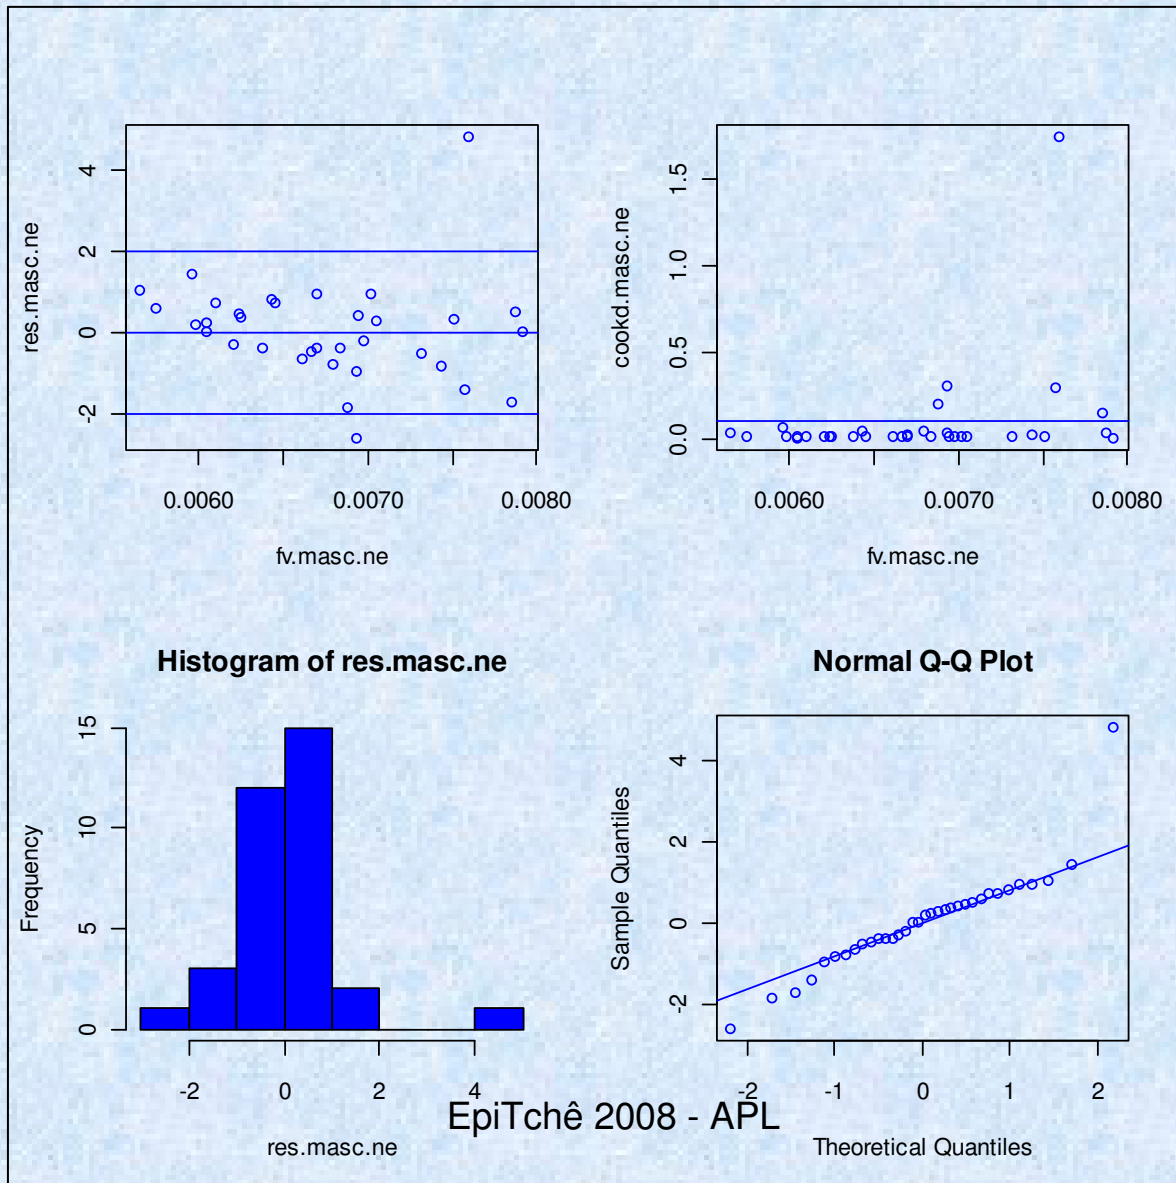 res.masc.ne
4
2
0
-2
0.0060
0.0070
0.0080
fv.masc.ne
cookd.masc.ne
1.5
1.0
0.5
0.0
0.0060
0.0070
0.0080
fv.masc.ne
Histogram of res.masc.ne
Frequency
15
10
5
0
-2
0
2
4
res.masc.ne
Normal Q-Q Plot
Sample Quantiles
4
2
0
-2
-2
-1
0
1
2
Theoretical Quantiles
EpiTchê 2008 - APL